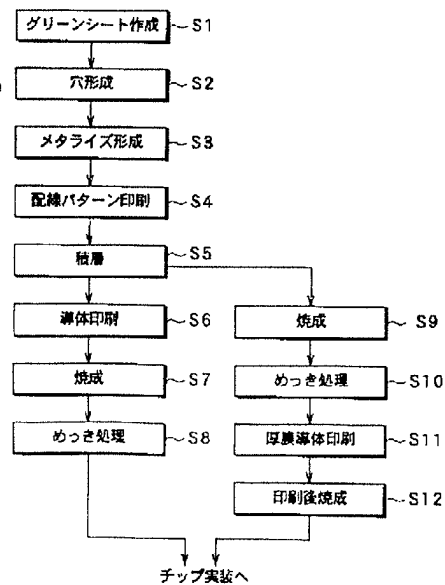 グリーンシート作成 S1
穴形成 S2
メタライズ形成 S3
配線パターン印刷 S4
積層 S5
導体印刷 S6
焼成 S7
めっき処理 S8
焼成 S9
めっき処理 S10
厚膜導体印刷 S11
印刷後焼成 S12
チップ実装へ